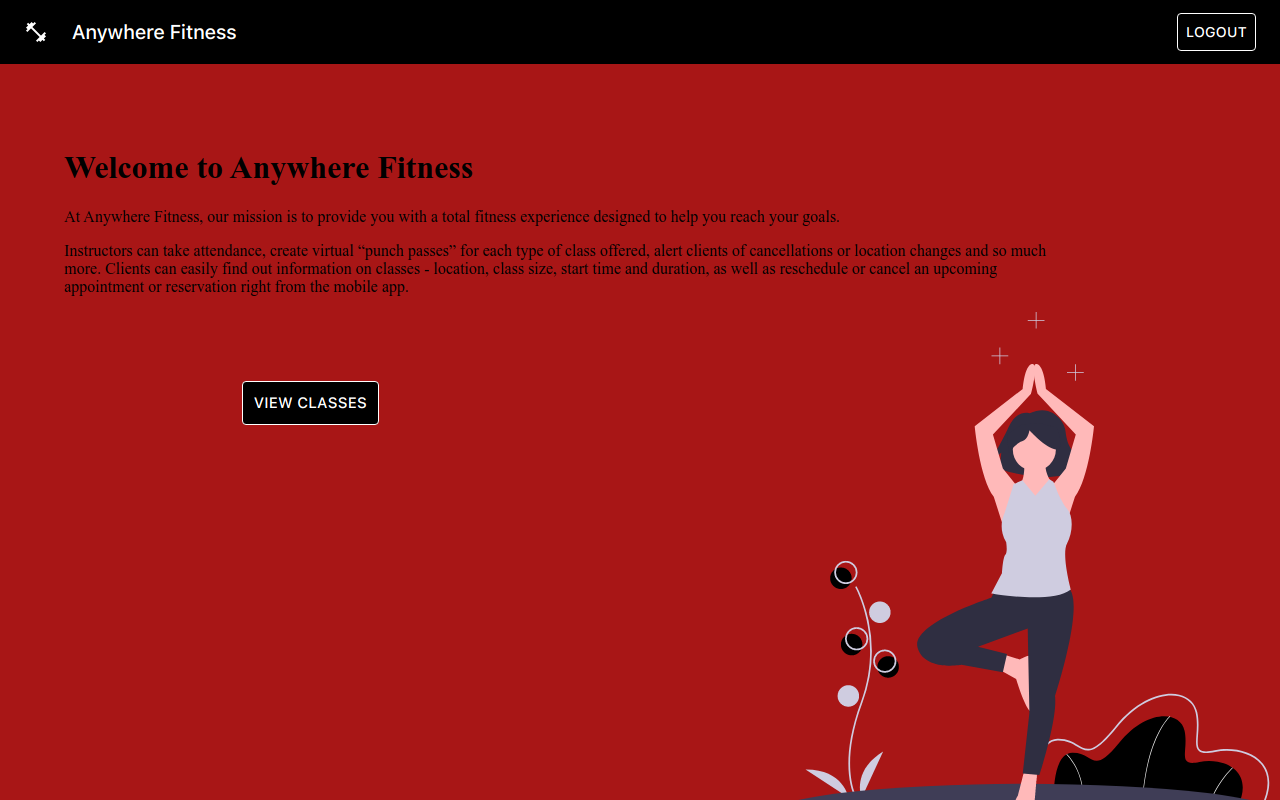 Anywhere Fitness
LOGOUT
Welcome to Anywhere Fitness
At Anywhere Fitness, our mission is to provide you with a total fitness experience designed to help you reach your goals.
Instructors can take attendance, create virtual “punch passes” for each type of class offered, alert clients of cancellations or location changes and so much
more. Clients can easily find out information on classes - location, class size, start time and duration, as well as reschedule or cancel an upcoming
appointment or reservation right from the mobile app.
VIEW CLASSES